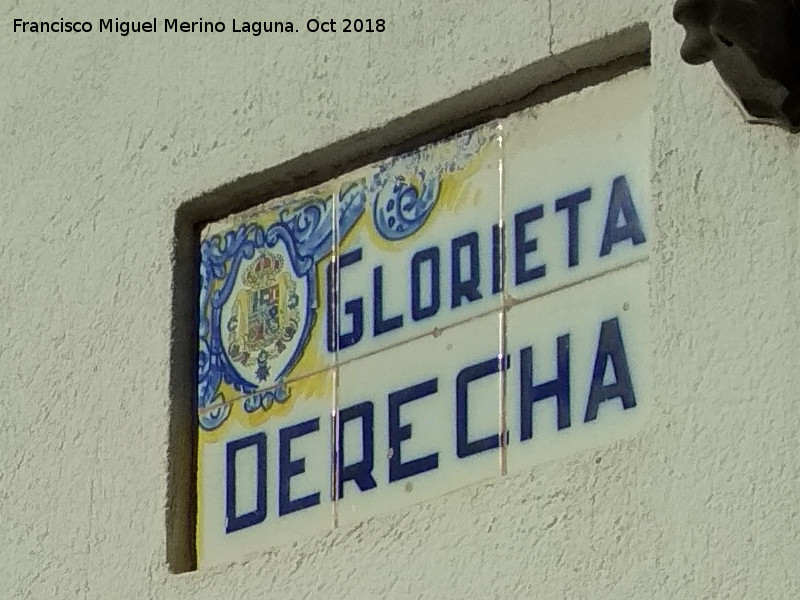 Francisco Miguel Merino Laguna. Oct 2018
GLORIETA
DERECHA